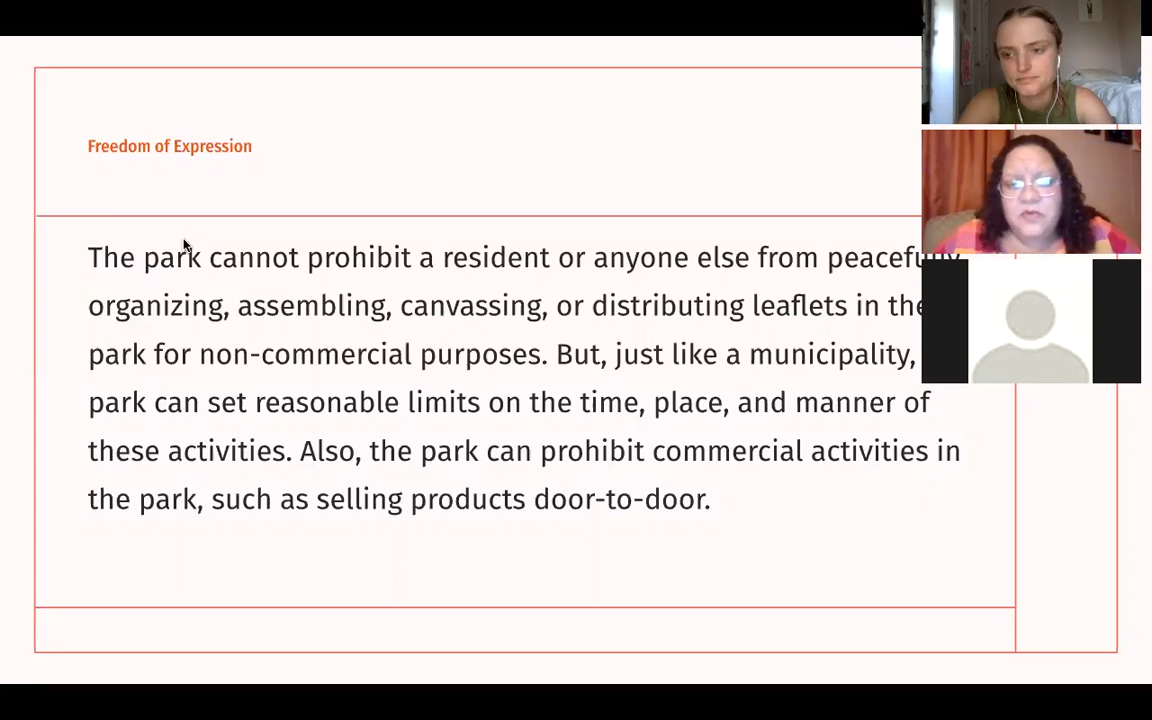 Freedom of Expression
The park cannot prohibit a resident or anyone else from peacefully
organizing, assembling, canvassing, or distributing leaflets in the
park for non-commercial purposes. But, just like a municipality,
park can set reasonable limits on the time, place, and manner of
these activities. Also, the park can prohibit commercial activities in
the park, such as selling products door-to-door.